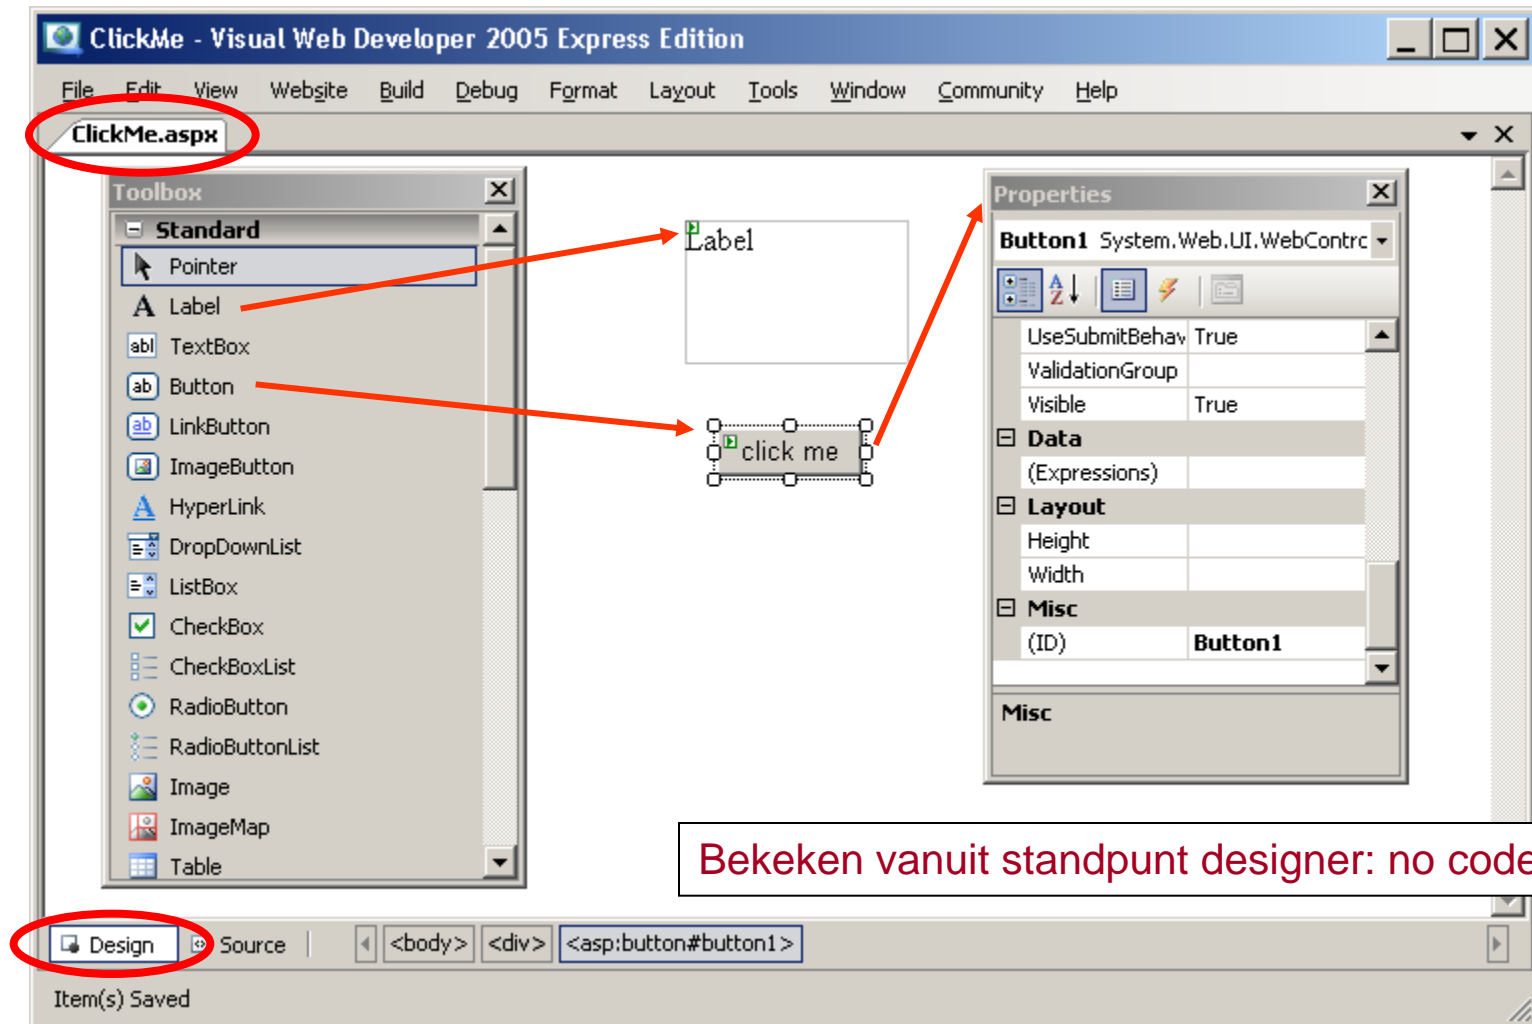 ClickMe - Visual Web Developer 2005 Express Edition
File Edit View Website Build Debug Format Layout Tools Window Community Help
ClickMe.aspx
Toolbox
Standard
Pointer
Label
TextBox
Button
LinkButton
ImageButton
HyperLink
DropDownList
ListBox
CheckBox
CheckBoxList
RadioButton
RadioButtonList
Image
ImageMap
Table
Label
click me
Properties
Button1 System.Web.UI.WebContrc
UseSubmitBehav True
ValidationGroup
Visible True
Data
(Expressions)
Layout
Height
Width
Misc
(ID) Button1
Misc
Bekeken vanuit standpunt designer: no code
Design Source <body> <div> <asp:button#button1>
Item(s) Saved